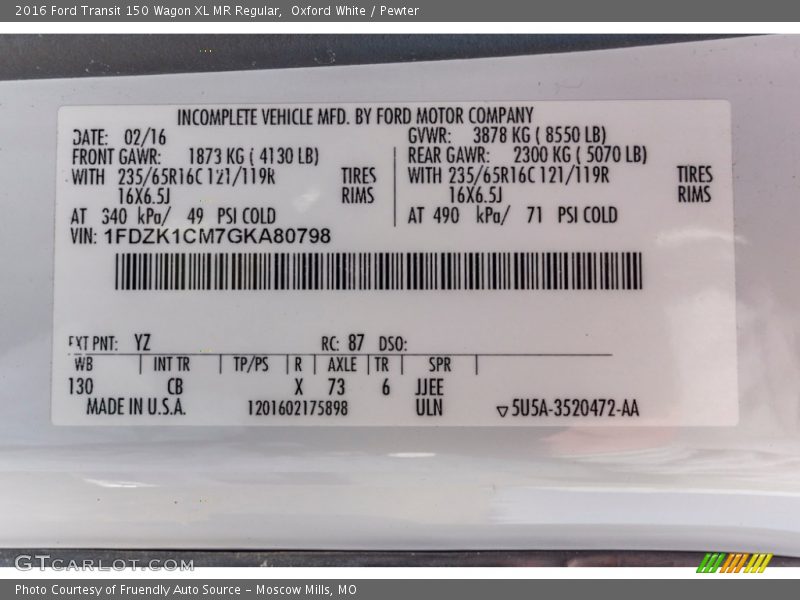 2016 Ford Transit 150 Wagon XL MR Regular, Oxford White / Pewter
INCOMPLETE VEHICLE MFD. BY FORD MOTOR COMPANY
DATE: 02/16 GVWR: 3878 KG ( 8550 LB)
FRONT GAWR: 1873 KG ( 4130 LB) REAR GAWR: 2300 KG ( 5070 LB)
WITH 235/65R16C 121/119R TIRES WITH 235/65R16C 121/119R TIRES
16X6.5J RIMS 16X6.5J RIMS
AT 340 kPa/ 49 PSI COLD AT 490 kPa/ 71 PSI COLD
VIN: 1FDZK1CM7GKA80798
EXT PNT: YZ RC: 87 DSO:
WB INT TR TP/PS R AXLE TR SPR
130 CB X 73 6 JJEE
MADE IN U.S.A. 1201602175898 ULN 5U5A-3520472-AA
GTCARLOT.COM
Photo Courtesy of Fruendly Auto Source - Moscow Mills, MO